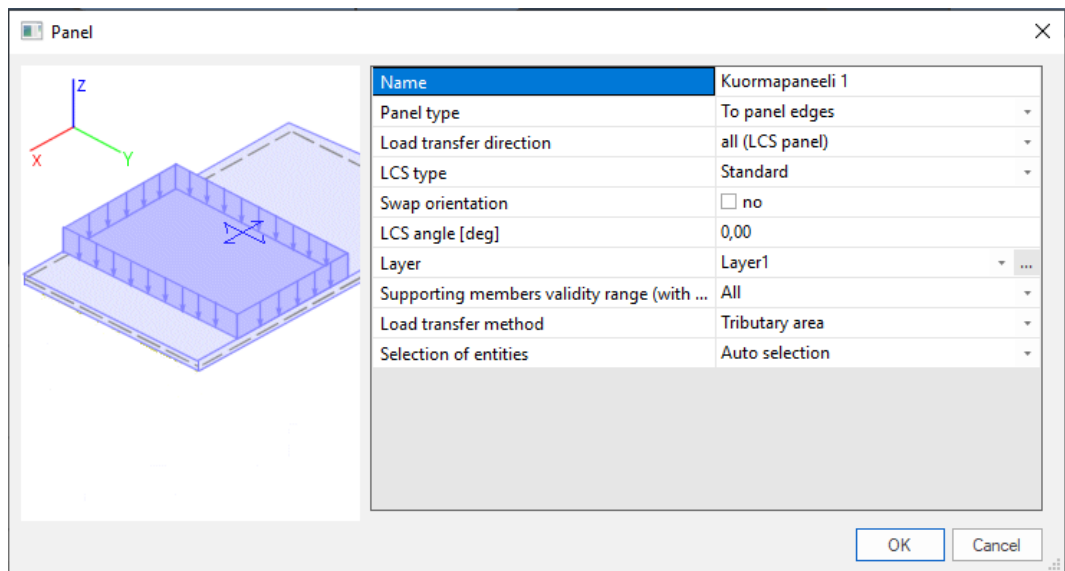 Panel
Z
X
Y
Name Kuormapaneeli 1
Panel type To panel edges
Load transfer direction all (LCS panel)
LCS type Standard
Swap orientation no
LCS angle [deg] 0,00
Layer Layer1 ...
Supporting members validity range (with ... All
Load transfer method Tributary area
Selection of entities Auto selection
OK Cancel